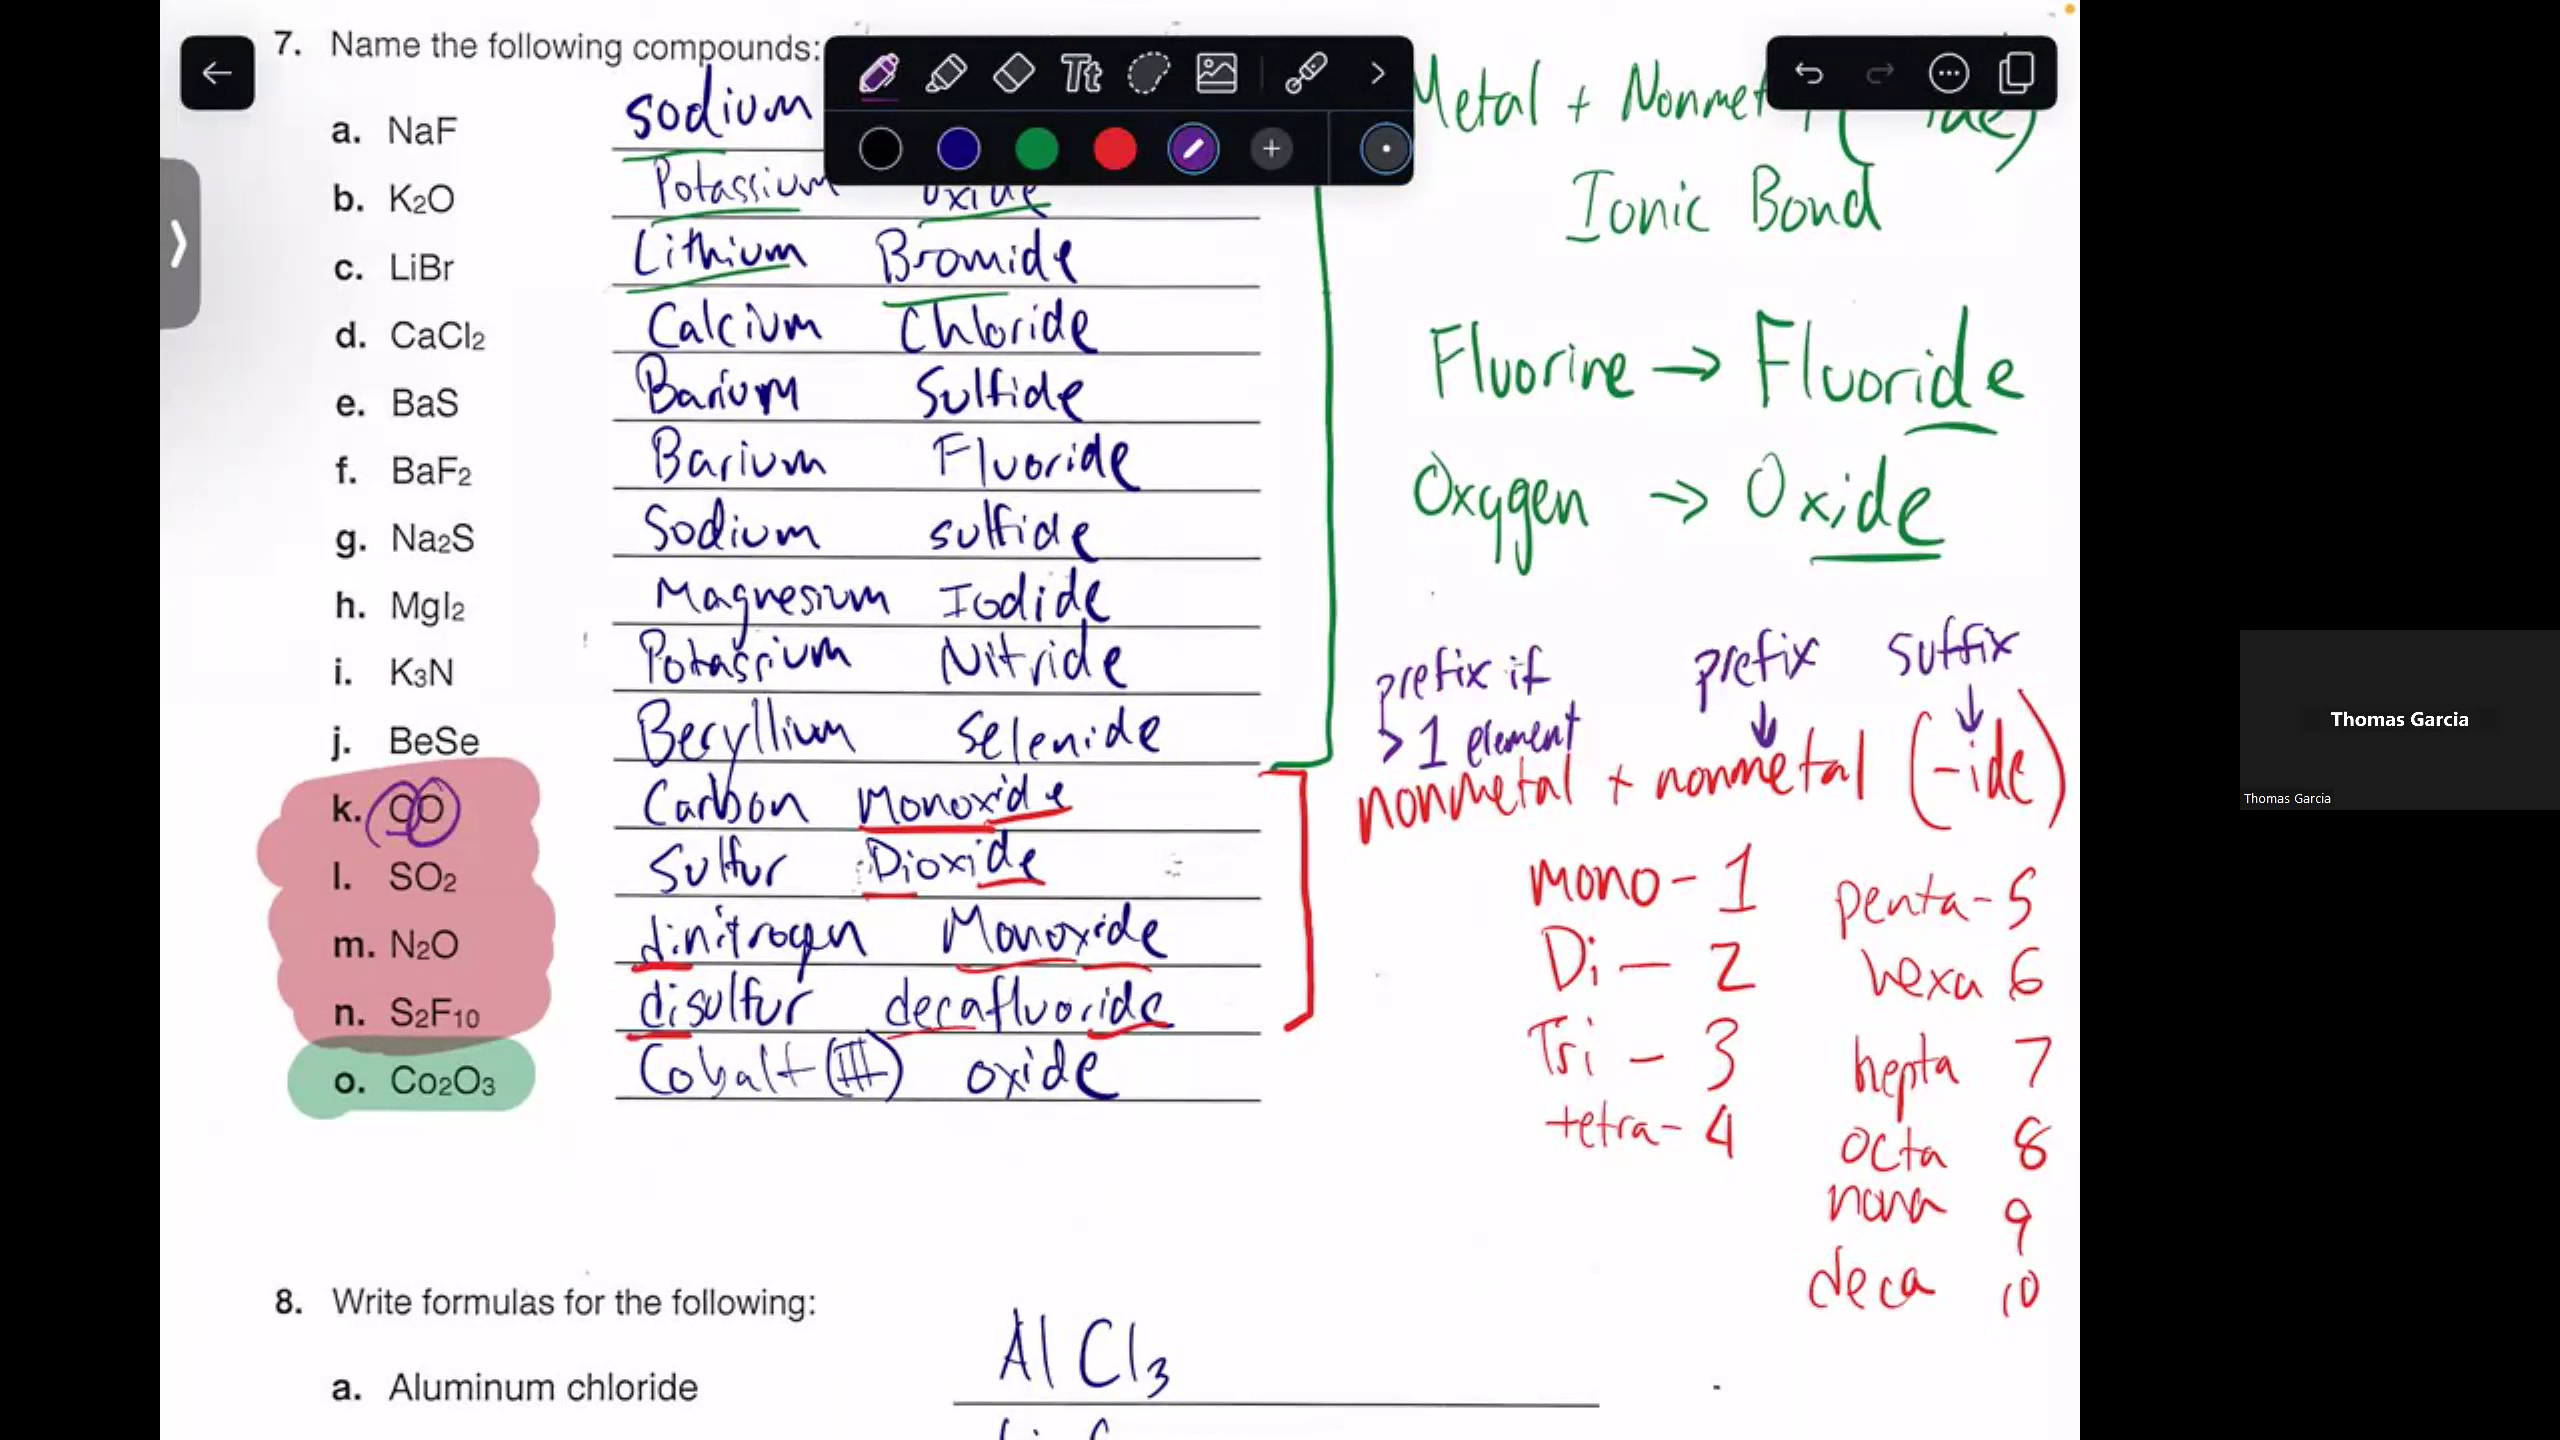 7. Name the following compounds:
Tt
a. NaF sodium
b. K2O Potassium oxide
c. LiBr Lithium Bromide
d. CaCl2 Calcium Chloride
e. BaS Barium Sulfide
f. BaF2 Barium Fluoride
g. Na2S Sodium sulfide
h. MgI2 Magnesium Iodide
i. K3N Potassium Nitride
j. BeSe Beryllium Selenide
k. CO Carbon Monoxide
l. SO2 Sulfur Dioxide
m. N2O dinitrogen Monoxide
n. S2F10 disulfur decafluoride
o. Co2O3 Cobalt (III) oxide
8. Write formulas for the following:
a. Aluminum chloride AlCl3
Metal + Nonmet (-ide)
Ionic Bond
Fluorine → Fluoride
Oxygen → Oxide
prefix if
> 1 element
prefix suffix
nonmetal + nonmetal (-ide)
mono - 1
Di - 2
Tri - 3
tetra - 4
penta - 5
hexa 6
hepta 7
octa 8
nona 9
deca 10
Thomas Garcia
Thomas Garcia